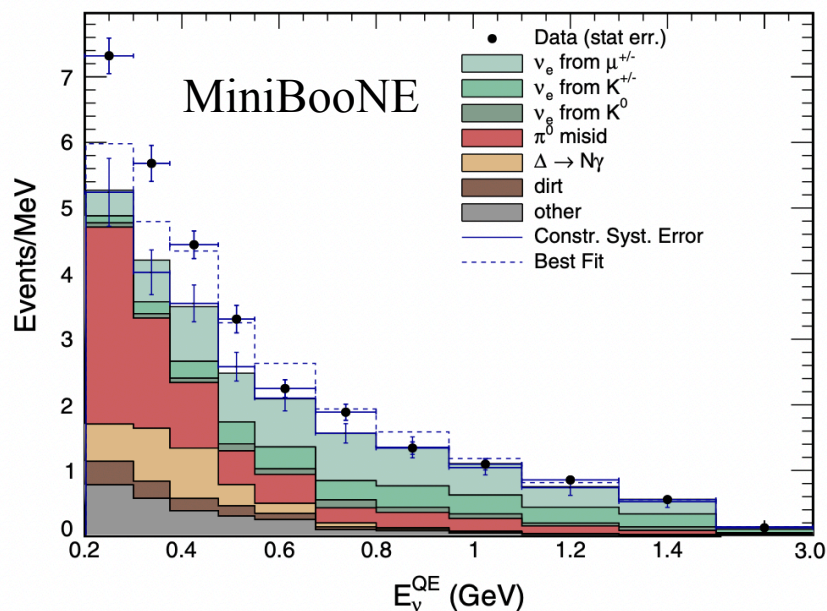 MiniBooNE
Data (stat err.)
νₑ from μ⁺/⁻
νₑ from K⁺/⁻
νₑ from K⁰
π⁰ misid
Δ → Nγ
dirt
other
Constr. Syst. Error
Best Fit
Events/MeV
7
6
5
4
3
2
1
0
0.2 0.4 0.6 0.8 1 1.2 1.4 3.0
E_ν^QE (GeV)